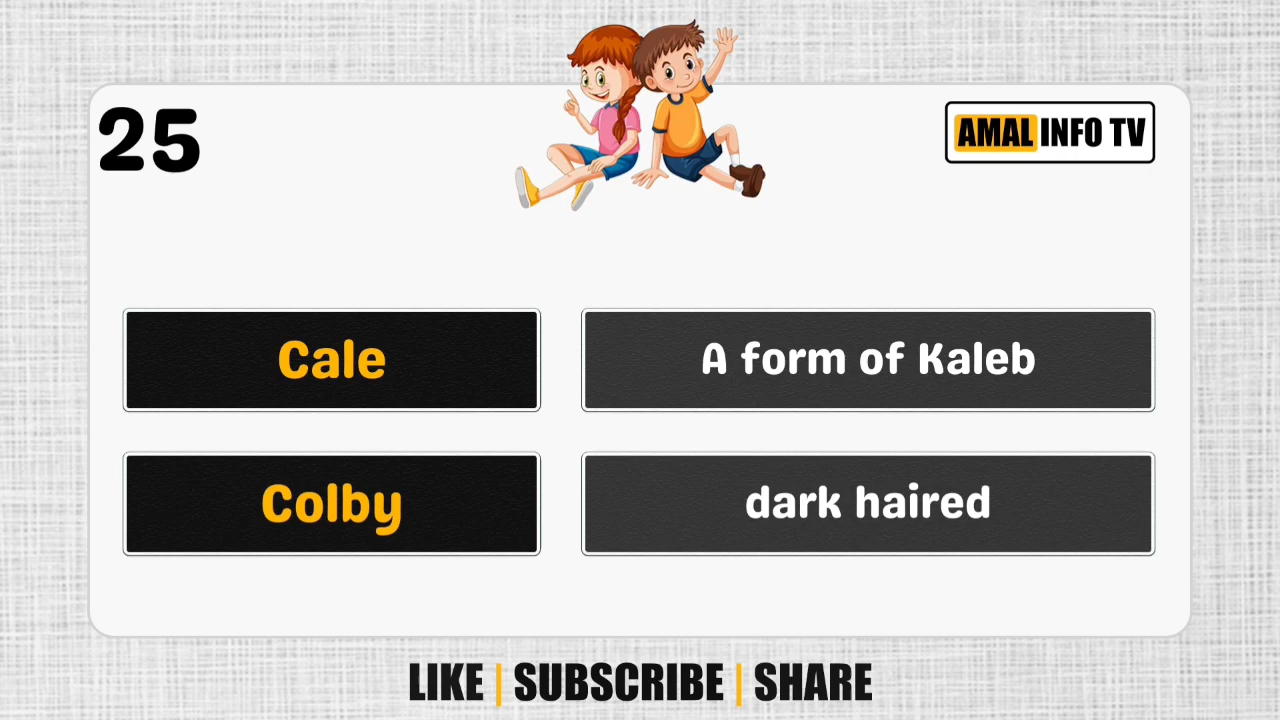 25
AMAL INFO TV
Cale
A form of Kaleb
Colby
dark haired
LIKE | SUBSCRIBE | SHARE